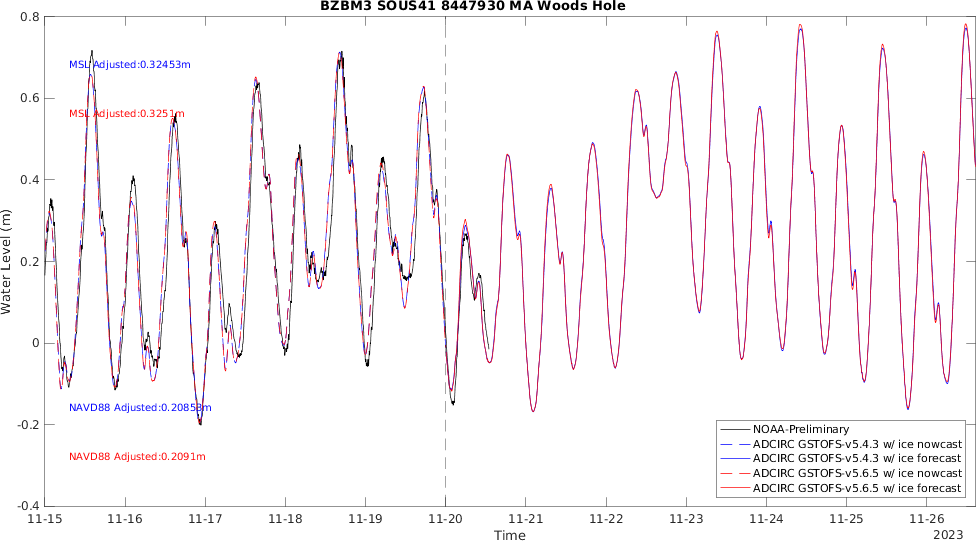 BZBM3 SOUS41 8447930 MA Woods Hole
0.8
0.6
0.4
0.2
0
-0.2
-0.4
Water Level (m)
MSL Adjusted:0.32453m
MSL Adjusted:0.3251m
NAVD88 Adjusted:0.20853m
NAVD88 Adjusted:0.2091m
NOAA-Preliminary
ADCIRC GSTOFS-v5.4.3 w/ ice nowcast
ADCIRC GSTOFS-v5.4.3 w/ ice forecast
ADCIRC GSTOFS-v5.6.5 w/ ice nowcast
ADCIRC GSTOFS-v5.6.5 w/ ice forecast
11-15 11-16 11-17 11-18 11-19 11-20 11-21 11-22 11-23 11-24 11-25 11-26
Time
2023